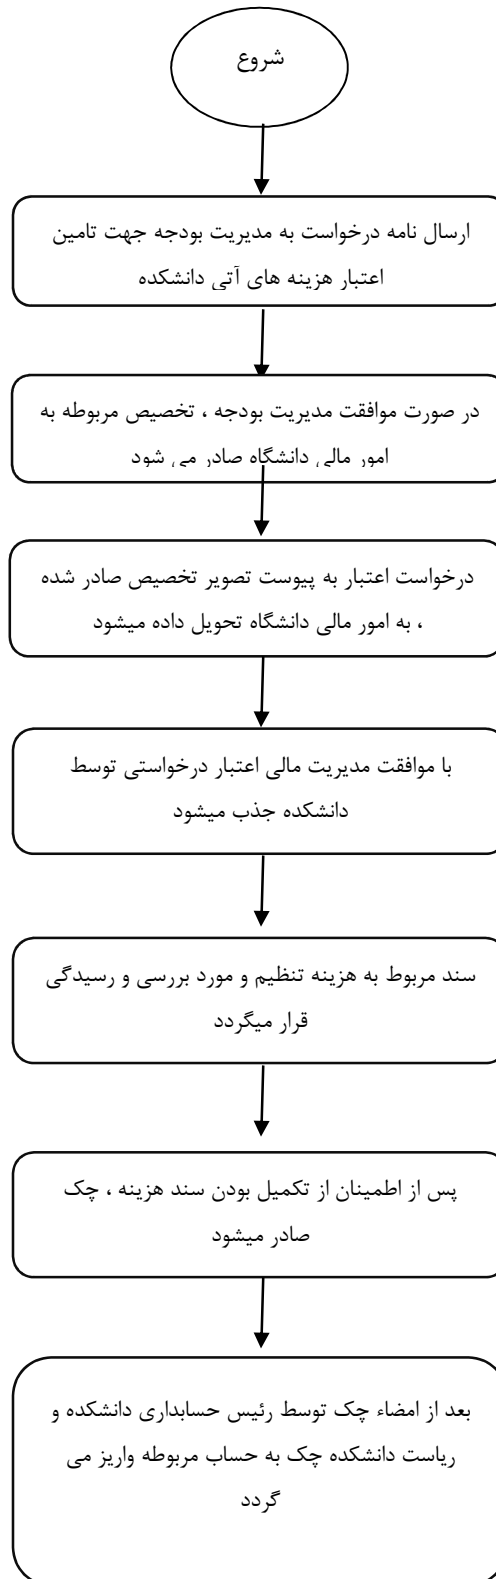 شروع
ارسال نامه درخواست به مدیریت بودجه جهت تامین
اعتبار هزینه های آتی دانشکده
در صورت موافقت مدیریت بودجه ، تخصیص مربوطه به
امور مالی دانشگاه صادر می شود
درخواست اعتبار به پیوست تصویر تخصیص صادر شده
، به امور مالی دانشگاه تحویل داده میشود
با موافقت مدیریت مالی اعتبار درخواستی توسط
دانشکده جذب میشود
سند مربوط به هزینه تنظیم و مورد بررسی و رسیدگی
قرار میگردد
پس از اطمینان از تکمیل بودن سند هزینه ، چک
صادر میشود
بعد از امضاء چک توسط رئیس حسابداری دانشکده و
ریاست دانشکده چک به حساب مربوطه واریز می
گردد